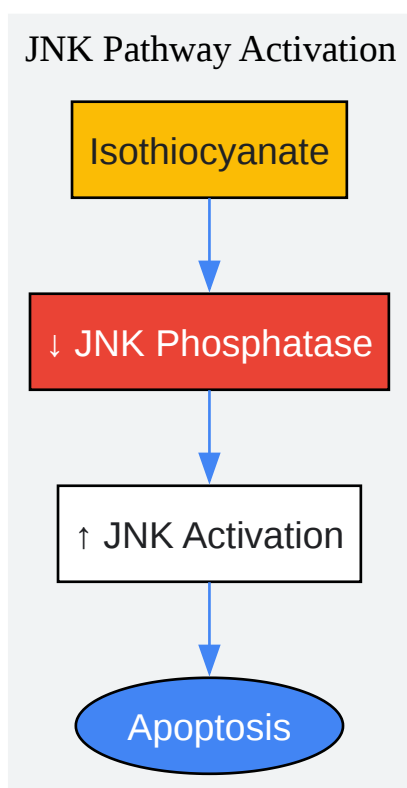 JNK Pathway Activation
Isothiocyanate
↓ JNK Phosphatase
↑ JNK Activation
Apoptosis